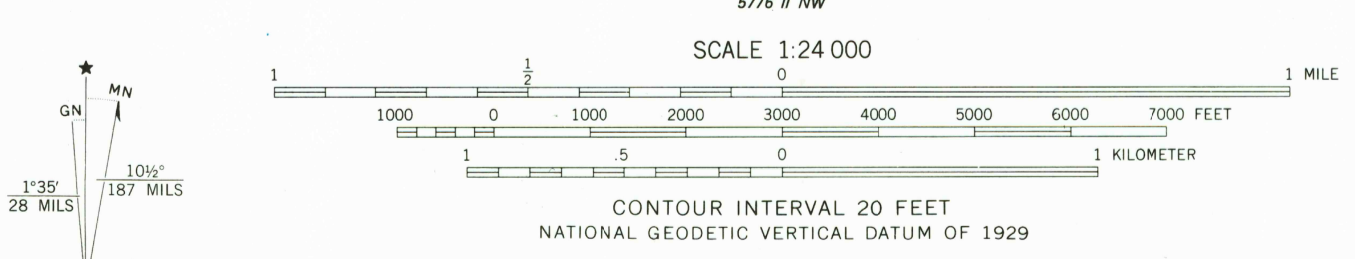 5776 II NW
SCALE 1:24 000
1 ½ 0 1 MILE
1000 0 1000 2000 3000 4000 5000 6000 7000 FEET
1 .5 0 1 KILOMETER
CONTOUR INTERVAL 20 FEET
NATIONAL GEODETIC VERTICAL DATUM OF 1929
★
GN MN
1°35′
28 MILS
10½°
187 MILS